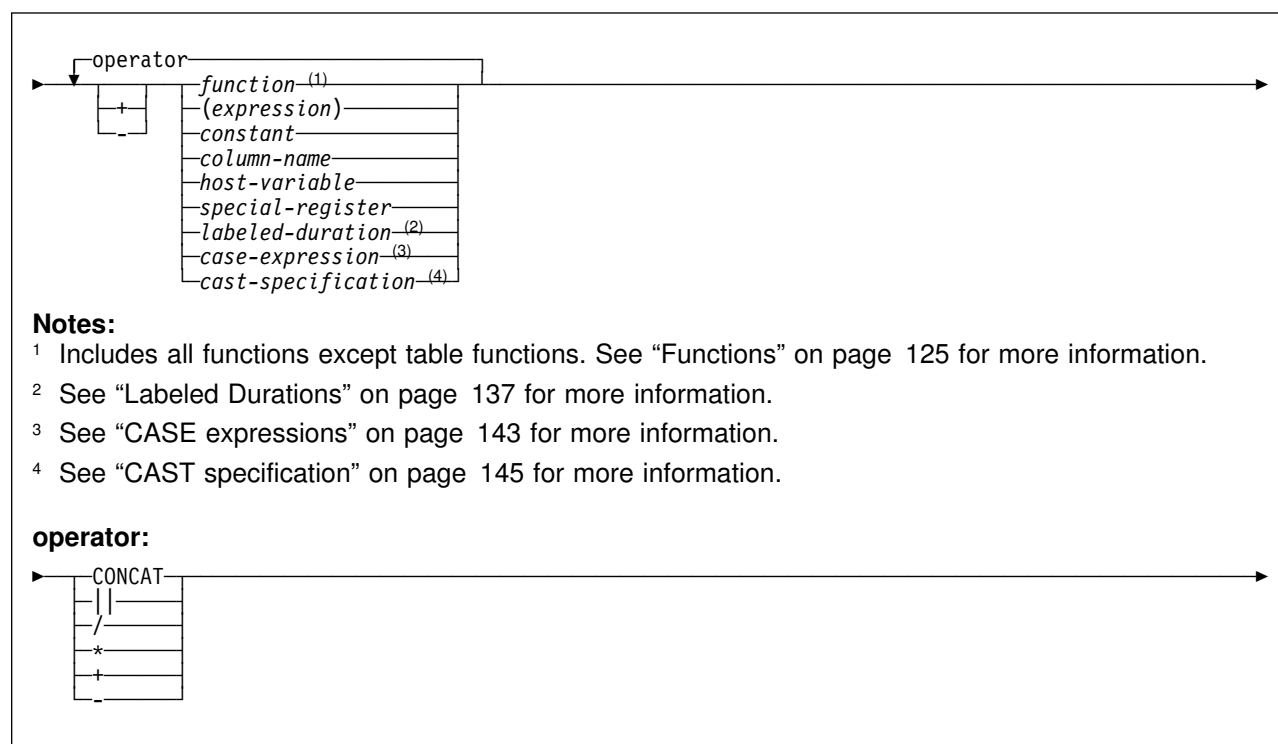 operator
function (1)
+
(expression)
-
constant
column-name
host-variable
special-register
labeled-duration (2)
case-expression (3)
cast-specification (4)
Notes:
1 Includes all functions except table functions. See “Functions” on page 125 for more information.
2 See “Labeled Durations” on page 137 for more information.
3 See “CASE expressions” on page 143 for more information.
4 See “CAST specification” on page 145 for more information.
operator:
CONCAT
||
/
*
+
-